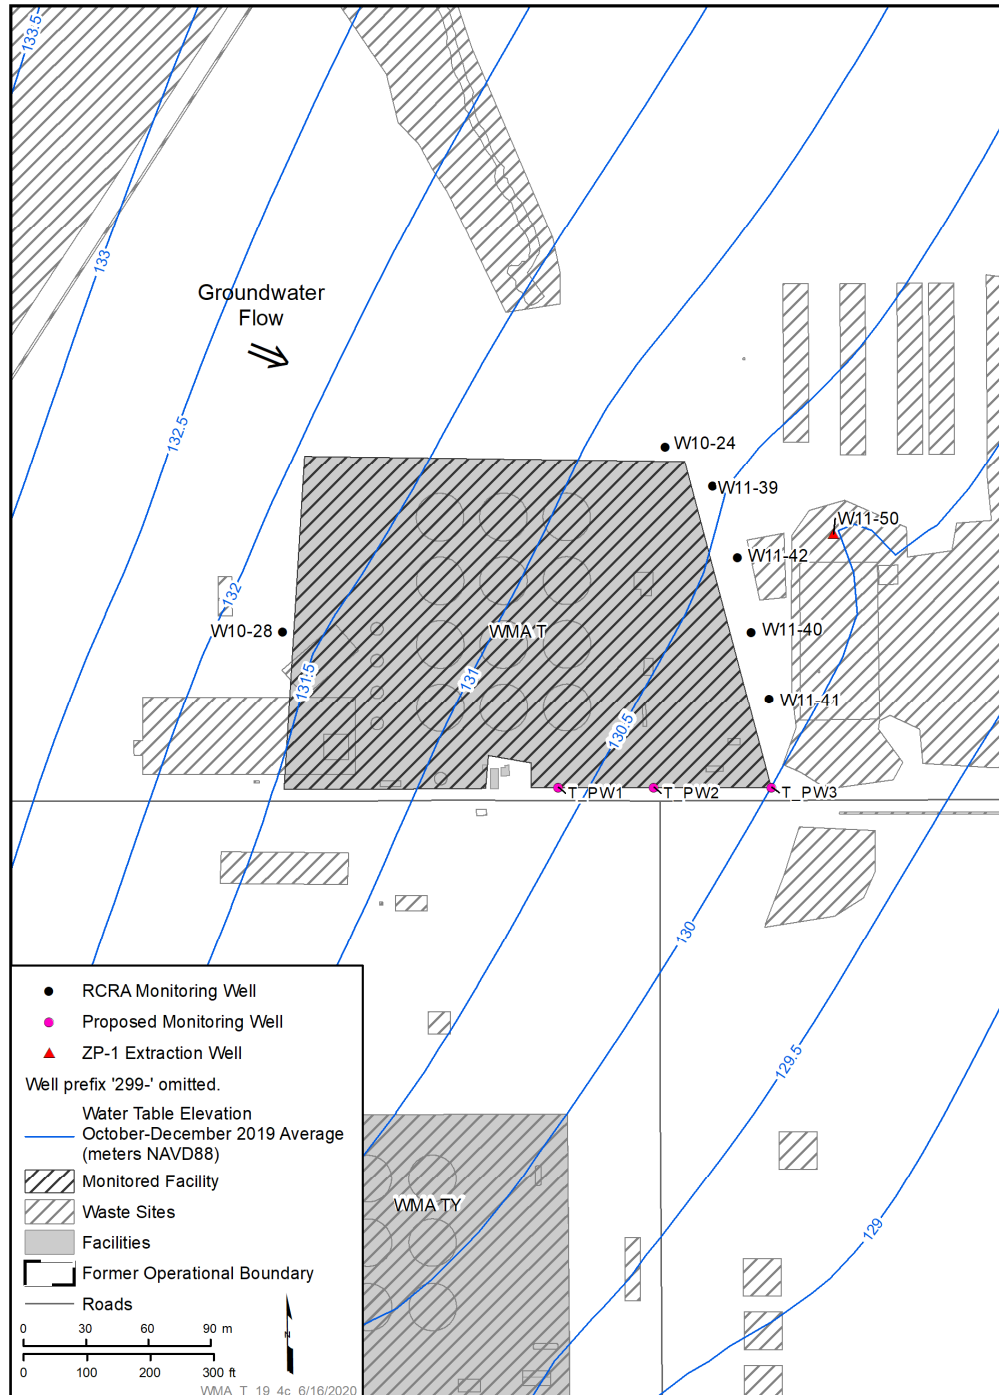 133.5
133
Groundwater
Flow
132.5
W10-24
W11-39
W11-50
W11-42
132
W10-28
WMA T
W11-40
131.5
131
W11-41
130.5
T_PW1
T_PW2
T_PW3
130
RCRA Monitoring Well
Proposed Monitoring Well
ZP-1 Extraction Well
Well prefix '299-' omitted.
Water Table Elevation
October-December 2019 Average
(meters NAVD88)
Monitored Facility
Waste Sites
Facilities
Former Operational Boundary
Roads
0 30 60 90 m
0 100 200 300 ft
N
WMA_T_19_4c_6/16/2020
129.5
WMA TY
129